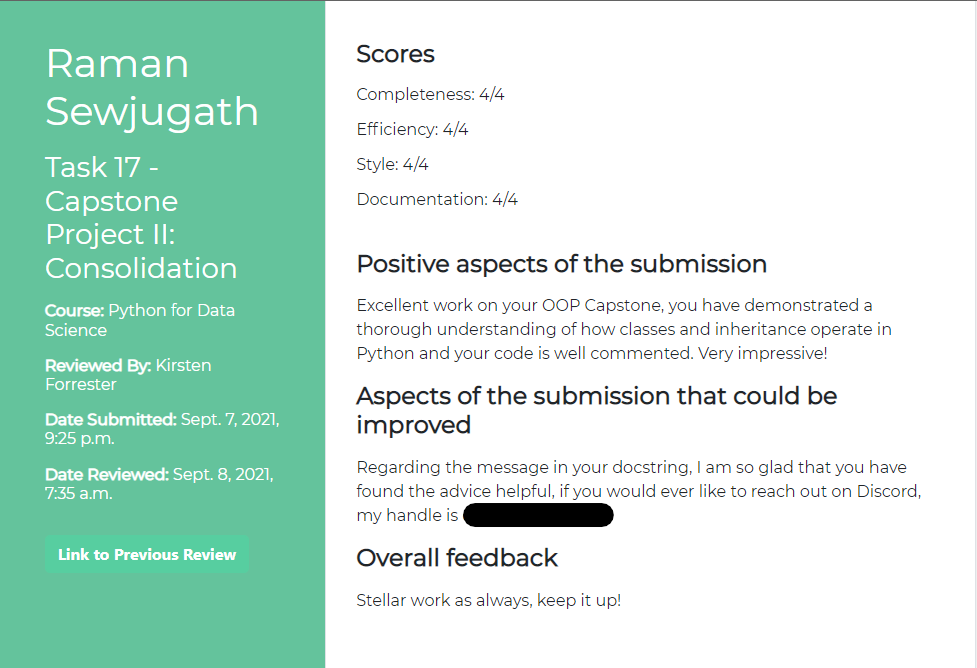 Raman
Sewjugath
Task 17 -
Capstone
Project II:
Consolidation
Course: Python for Data
Science
Reviewed By: Kirsten
Forrester
Date Submitted: Sept. 7, 2021,
9:25 p.m.
Date Reviewed: Sept. 8, 2021,
7:35 a.m.
Link to Previous Review
Scores
Completeness: 4/4
Efficiency: 4/4
Style: 4/4
Documentation: 4/4
Positive aspects of the submission
Excellent work on your OOP Capstone, you have demonstrated a
thorough understanding of how classes and inheritance operate in
Python and your code is well commented. Very impressive!
Aspects of the submission that could be
improved
Regarding the message in your docstring, I am so glad that you have
found the advice helpful, if you would ever like to reach out on Discord,
my handle is
Overall feedback
Stellar work as always, keep it up!